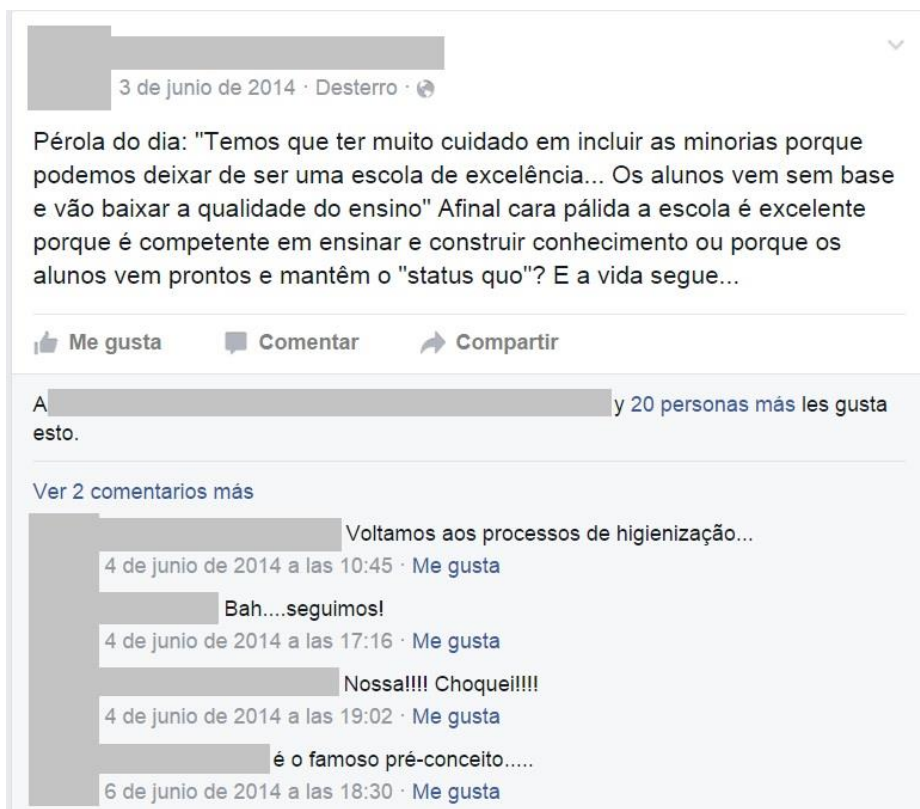 3 de junio de 2014 · Desterro ·
Pérola do dia: "Temos que ter muito cuidado em incluir as minorias porque
podemos deixar de ser uma escola de excelência... Os alunos vem sem base
e vão baixar a qualidade do ensino" Afinal cara pálida a escola é excelente
porque é competente em ensinar e construir conhecimento ou porque os
alunos vem prontos e mantêm o "status quo"? E a vida segue...
Me gusta Comentar Compartir
A y 20 personas más les gusta
esto.
Ver 2 comentarios más
Voltamos aos processos de higienização...
4 de junio de 2014 a las 10:45 · Me gusta
Bah....seguimos!
4 de junio de 2014 a las 17:16 · Me gusta
Nossa!!!! Choquei!!!!
4 de junio de 2014 a las 19:02 · Me gusta
é o famoso pré-conceito.....
6 de junio de 2014 a las 18:30 · Me gusta